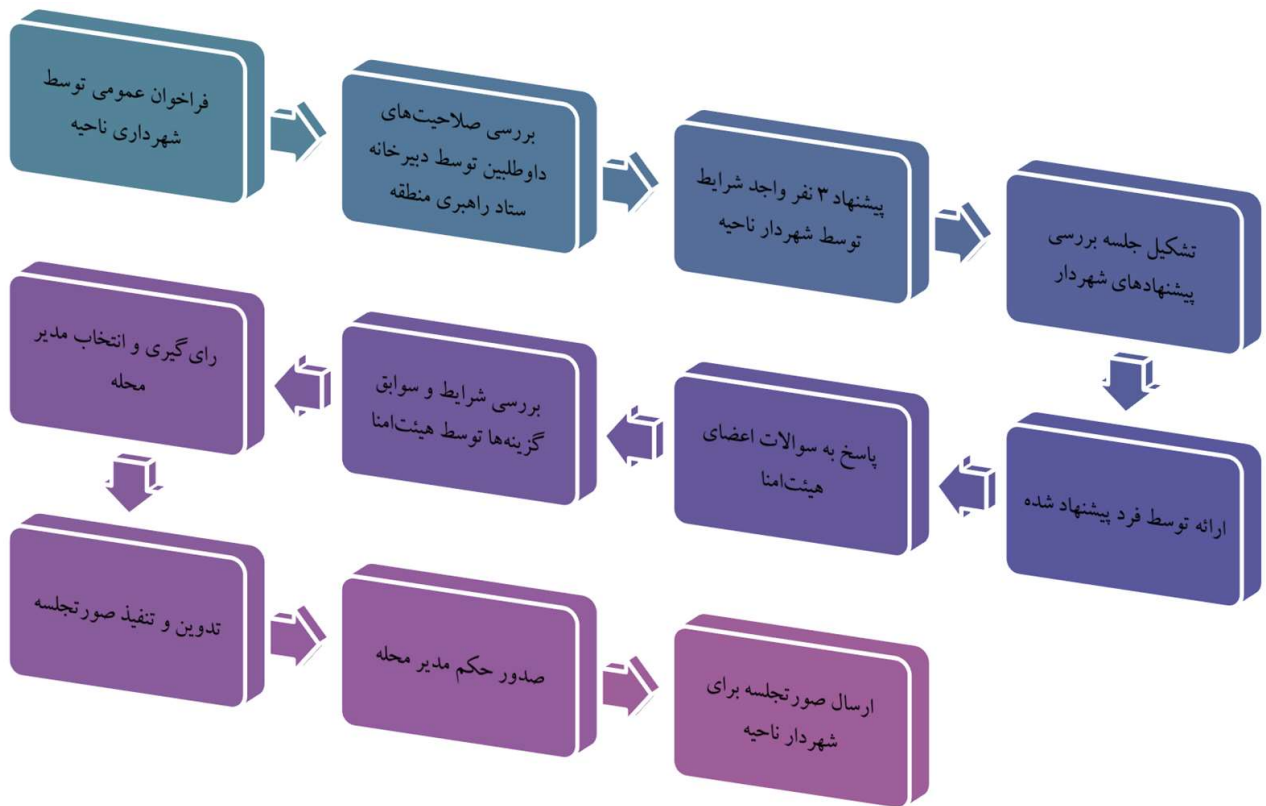 فراخوان عمومی توسط
شهرداری ناحیه
بررسی صلاحیت‌های
داوطلبین توسط دبیرخانه
ستاد راهبری منطقه
پیشنهاد ۳ نفر واجد شرایط
توسط شهردار ناحیه
تشکیل جلسه بررسی
پیشنهادهای شهردار
ارائه توسط فرد پیشنهاد شده
پاسخ به سوالات اعضای
هیئت‌امنا
بررسی شرایط و سوابق
گزینه‌ها توسط هیئت‌امنا
رای‌گیری و انتخاب مدیر
محله
تدوین و تنفیذ صورتجلسه
صدور حکم مدیر محله
ارسال صورتجلسه برای
شهردار ناحیه